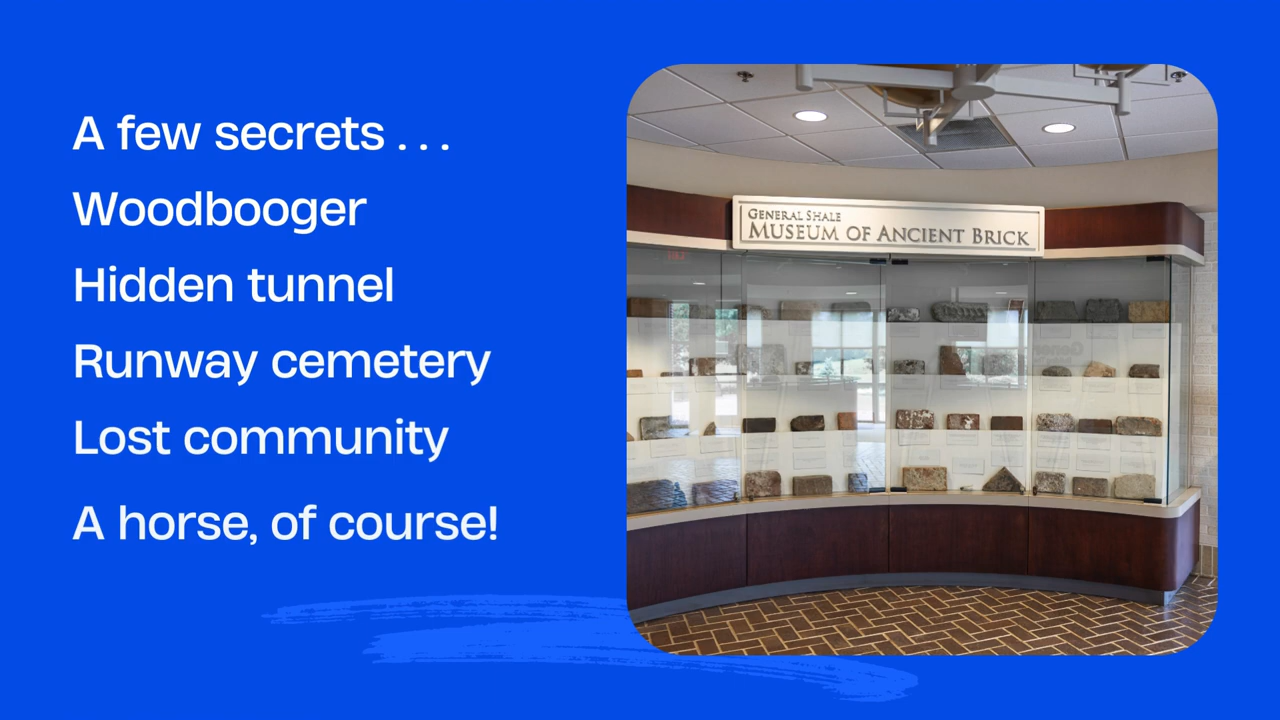 A few secrets . . .
Woodbooger
Hidden tunnel
Runway cemetery
Lost community
A horse, of course!
GENERAL SHALE
MUSEUM OF ANCIENT BRICK